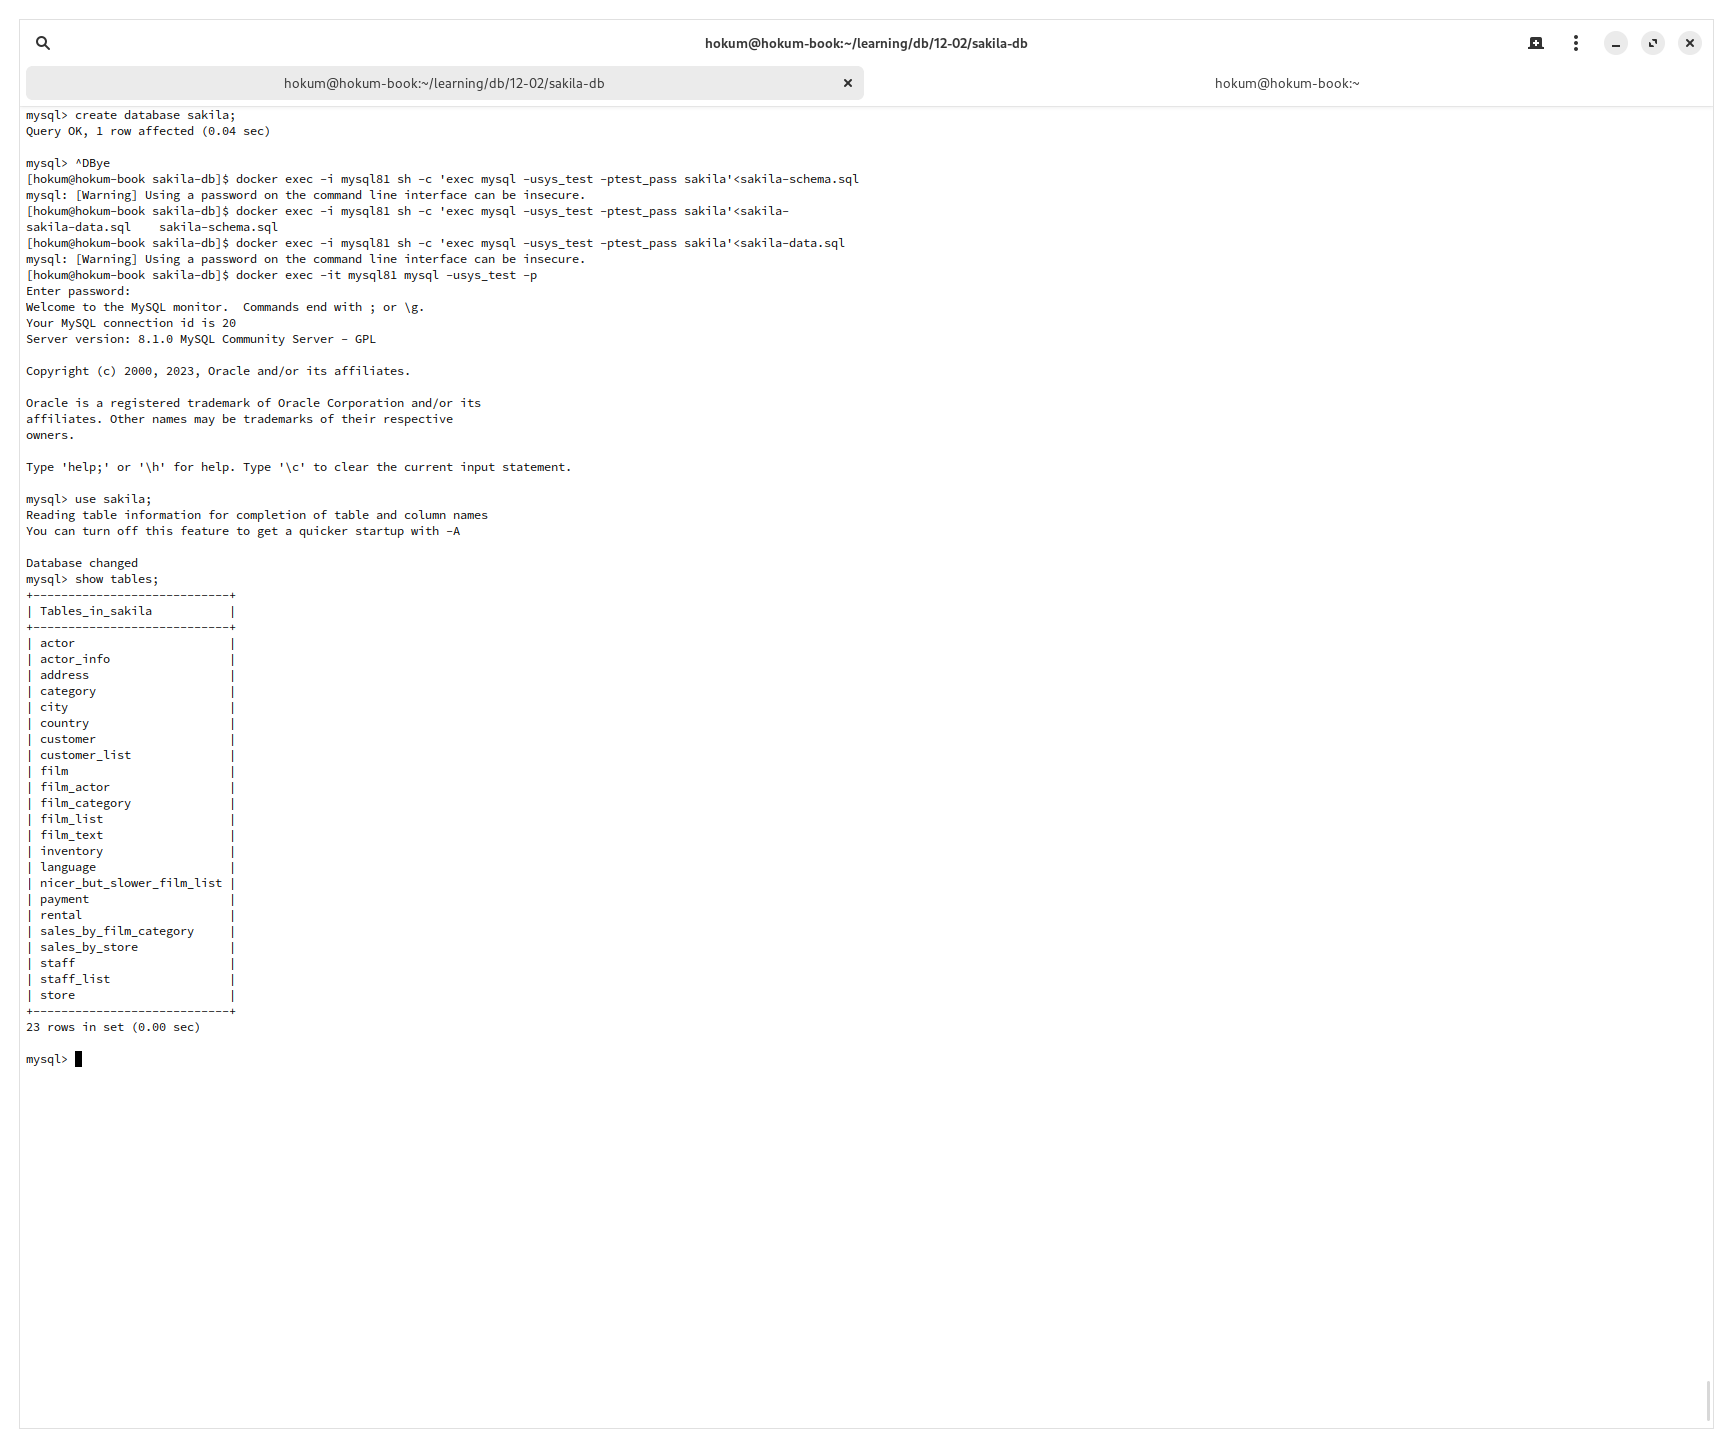 hokum@hokum-book:~/learning/db/12-02/sakila-db
hokum@hokum-book:~/learning/db/12-02/sakila-db
hokum@hokum-book:~
mysql> create database sakila;
Query OK, 1 row affected (0.04 sec)
mysql> ^DBye
[hokum@hokum-book sakila-db]$ docker exec -i mysql81 sh -c 'exec mysql -usys_test -ptest_pass sakila'<sakila-schema.sql
mysql: [Warning] Using a password on the command line interface can be insecure.
[hokum@hokum-book sakila-db]$ docker exec -i mysql81 sh -c 'exec mysql -usys_test -ptest_pass sakila'<sakila-
sakila-data.sql    sakila-schema.sql
[hokum@hokum-book sakila-db]$ docker exec -i mysql81 sh -c 'exec mysql -usys_test -ptest_pass sakila'<sakila-data.sql
mysql: [Warning] Using a password on the command line interface can be insecure.
[hokum@hokum-book sakila-db]$ docker exec -it mysql81 mysql -usys_test -p
Enter password:
Welcome to the MySQL monitor.  Commands end with ; or \g.
Your MySQL connection id is 20
Server version: 8.1.0 MySQL Community Server - GPL
Copyright (c) 2000, 2023, Oracle and/or its affiliates.
Oracle is a registered trademark of Oracle Corporation and/or its
affiliates. Other names may be trademarks of their respective
owners.
Type 'help;' or '\h' for help. Type '\c' to clear the current input statement.
mysql> use sakila;
Reading table information for completion of table and column names
You can turn off this feature to get a quicker startup with -A
Database changed
mysql> show tables;
+----------------------------+
| Tables_in_sakila           |
+----------------------------+
| actor                      |
| actor_info                 |
| address                    |
| category                   |
| city                       |
| country                    |
| customer                   |
| customer_list              |
| film                       |
| film_actor                 |
| film_category              |
| film_list                  |
| film_text                  |
| inventory                  |
| language                   |
| nicer_but_slower_film_list |
| payment                    |
| rental                     |
| sales_by_film_category     |
| sales_by_store             |
| staff                      |
| staff_list                 |
| store                      |
+----------------------------+
23 rows in set (0.00 sec)
mysql>